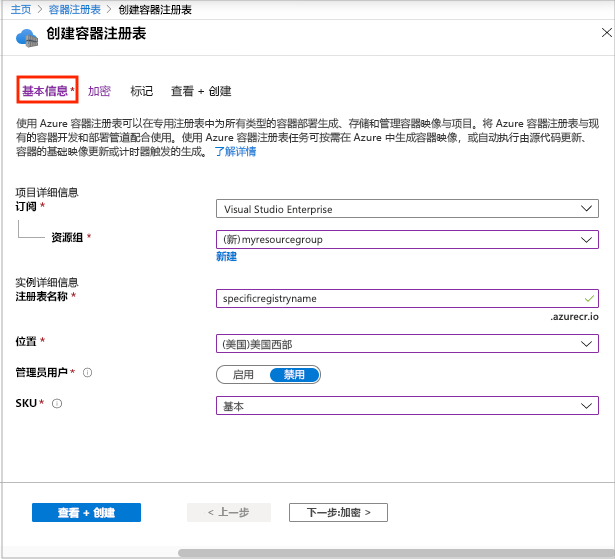 主页 > 容器注册表 > 创建容器注册表
创建容器注册表
基本信息* 加密 标记 查看 + 创建
使用 Azure 容器注册表可以在专用注册表中为所有类型的容器部署生成、存储和管理容器映像与项目。将 Azure 容器注册表与现
有的容器开发和部署管道配合使用。使用 Azure 容器注册表任务可按需在 Azure 中生成容器映像，或自动执行由源代码更新、
容器的基础映像更新或计时器触发的生成。 了解详情
项目详细信息
订阅 * Visual Studio Enterprise
资源组 * (新)myresourcegroup
新建
实例详细信息
注册表名称 * specificregistryname
.azurecr.io
位置 * (美国)美国西部
管理员用户* 启用 禁用
SKU* 基本
查看 + 创建 < 上一步 下一步:加密 >